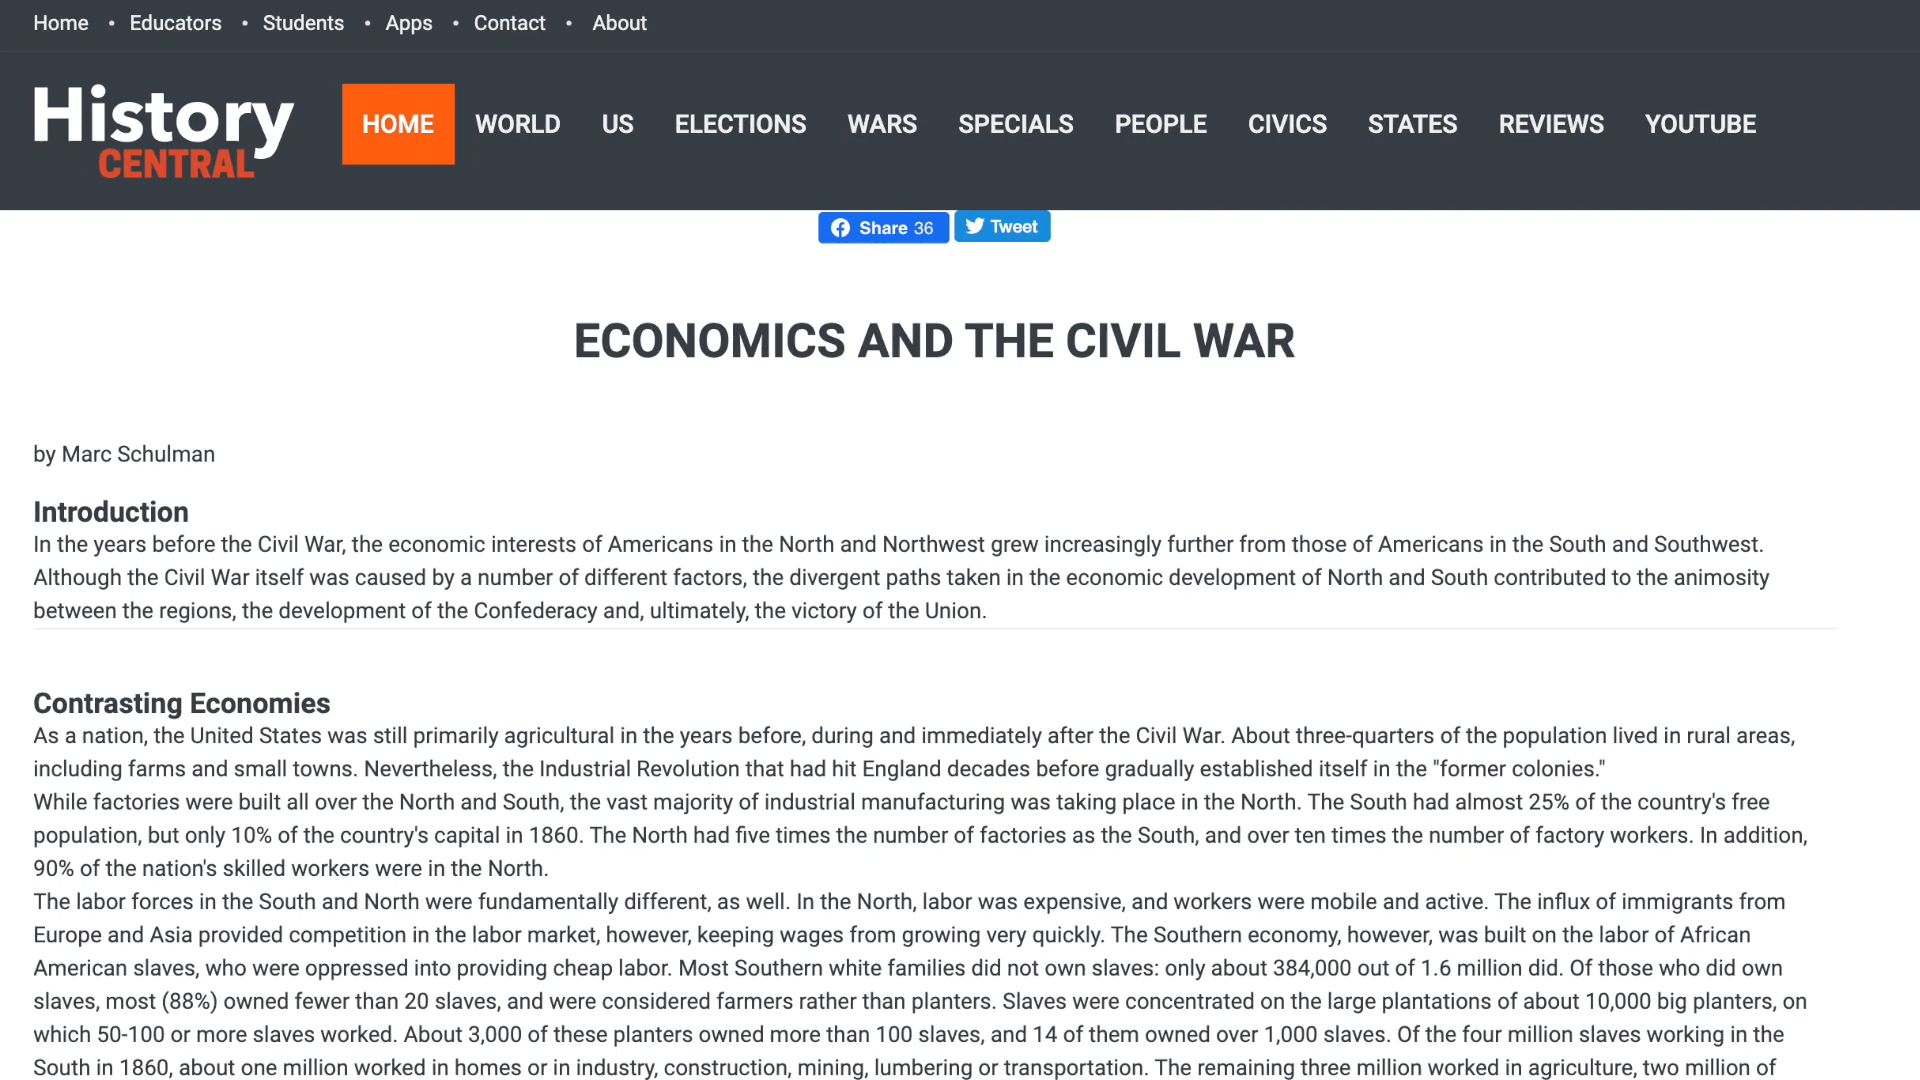 Home • Educators • Students • Apps • Contact • About
History
CENTRAL
HOME WORLD US ELECTIONS WARS SPECIALS PEOPLE CIVICS STATES REVIEWS YOUTUBE
Share 36 Tweet
ECONOMICS AND THE CIVIL WAR
by Marc Schulman
Introduction
In the years before the Civil War, the economic interests of Americans in the North and Northwest grew increasingly further from those of Americans in the South and Southwest.
Although the Civil War itself was caused by a number of different factors, the divergent paths taken in the economic development of North and South contributed to the animosity
between the regions, the development of the Confederacy and, ultimately, the victory of the Union.
Contrasting Economies
As a nation, the United States was still primarily agricultural in the years before, during and immediately after the Civil War. About three-quarters of the population lived in rural areas,
including farms and small towns. Nevertheless, the Industrial Revolution that had hit England decades before gradually established itself in the "former colonies."
While factories were built all over the North and South, the vast majority of industrial manufacturing was taking place in the North. The South had almost 25% of the country's free
population, but only 10% of the country's capital in 1860. The North had five times the number of factories as the South, and over ten times the number of factory workers. In addition,
90% of the nation's skilled workers were in the North.
The labor forces in the South and North were fundamentally different, as well. In the North, labor was expensive, and workers were mobile and active. The influx of immigrants from
Europe and Asia provided competition in the labor market, however, keeping wages from growing very quickly. The Southern economy, however, was built on the labor of African
American slaves, who were oppressed into providing cheap labor. Most Southern white families did not own slaves: only about 384,000 out of 1.6 million did. Of those who did own
slaves, most (88%) owned fewer than 20 slaves, and were considered farmers rather than planters. Slaves were concentrated on the large plantations of about 10,000 big planters, on
which 50-100 or more slaves worked. About 3,000 of these planters owned more than 100 slaves, and 14 of them owned over 1,000 slaves. Of the four million slaves working in the
South in 1860, about one million worked in homes or in industry, construction, mining, lumbering or transportation. The remaining three million worked in agriculture, two million of